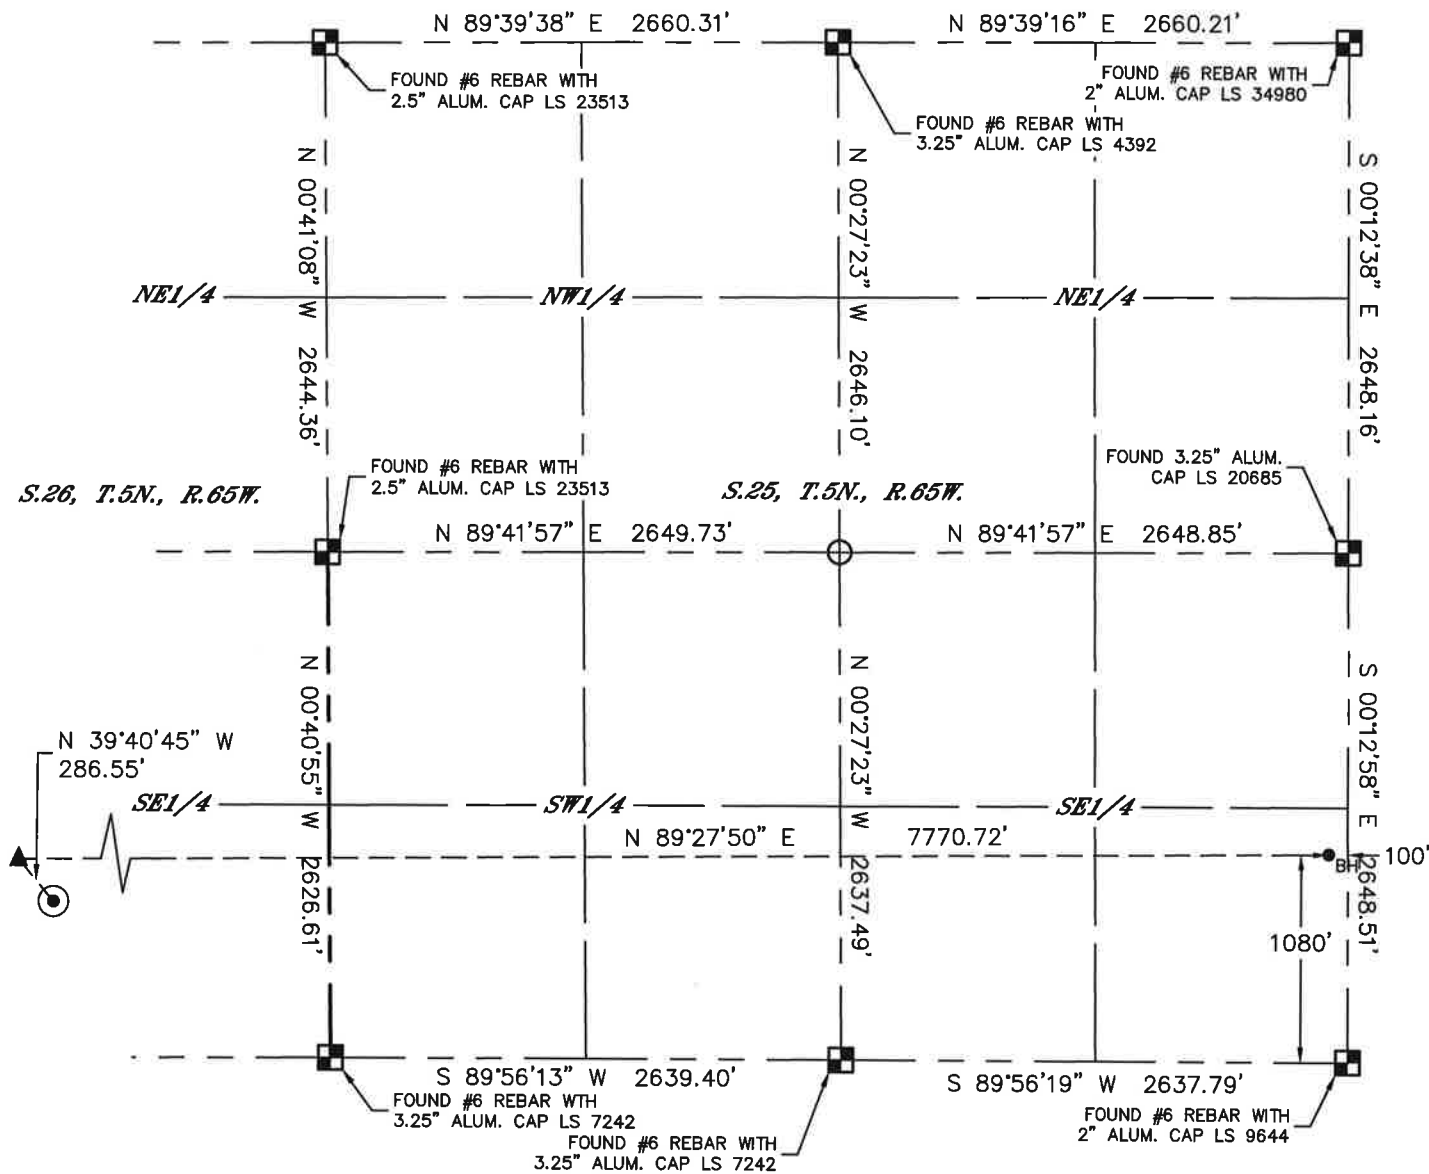 N 89°39'38" E 2660.31'
N 89°39'16" E 2660.21'
FOUND #6 REBAR WITH
2.5" ALUM. CAP LS 23513
FOUND #6 REBAR WITH
3.25" ALUM. CAP LS 4392
FOUND #6 REBAR WITH
2" ALUM. CAP LS 34980
N 00°41'08" W 2644.36'
N 00°27'23" W 2646.10'
S 00°12'38" E 2648.16'
NE1/4
NW1/4
NE1/4
FOUND #6 REBAR WITH
2.5" ALUM. CAP LS 23513
FOUND 3.25" ALUM.
CAP LS 20685
S.26, T.5N., R.65W.
S.25, T.5N., R.65W.
N 89°41'57" E 2649.73'
N 89°41'57" E 2648.85'
N 00°40'55" W 2626.61'
N 00°27'23" W 2637.49'
S 00°12'58" E 2648.51'
N 39°40'45" W
286.55'
SE1/4
SW1/4
SE1/4
N 89°27'50" E 7770.72'
BH
100'
1080'
S 89°56'13" W 2639.40'
S 89°56'19" W 2637.79'
FOUND #6 REBAR WTH
3.25" ALUM. CAP LS 7242
FOUND #6 REBAR WITH
3.25" ALUM. CAP LS 7242
FOUND #6 REBAR WITH
2" ALUM. CAP LS 9644